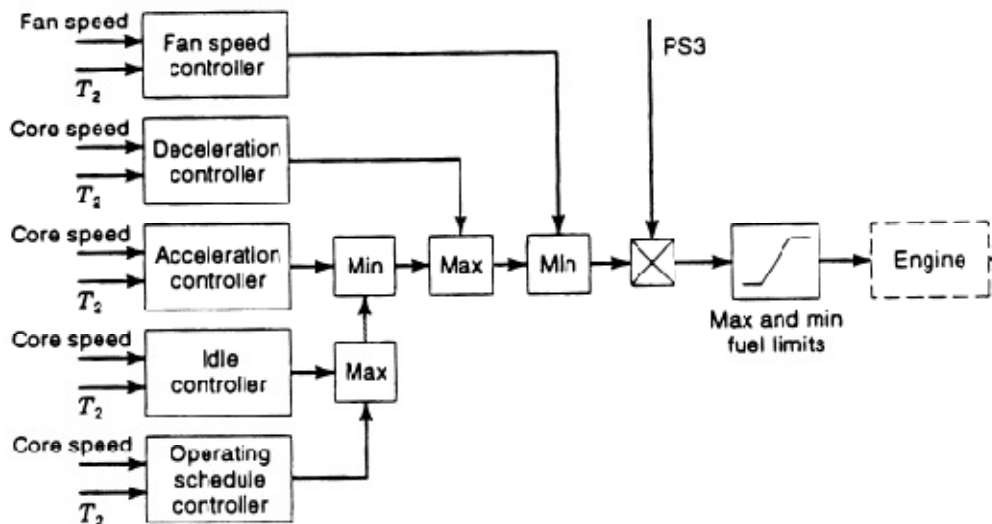 Fan speed
T₂
Fan speed
controller
PS3
Core speed
T₂
Deceleration
controller
Core speed
T₂
Acceleration
controller
Min
Max
Min
Engine
Max and min
fuel limits
Core speed
T₂
Idle
controller
Max
Core speed
T₂
Operating
schedule
controller